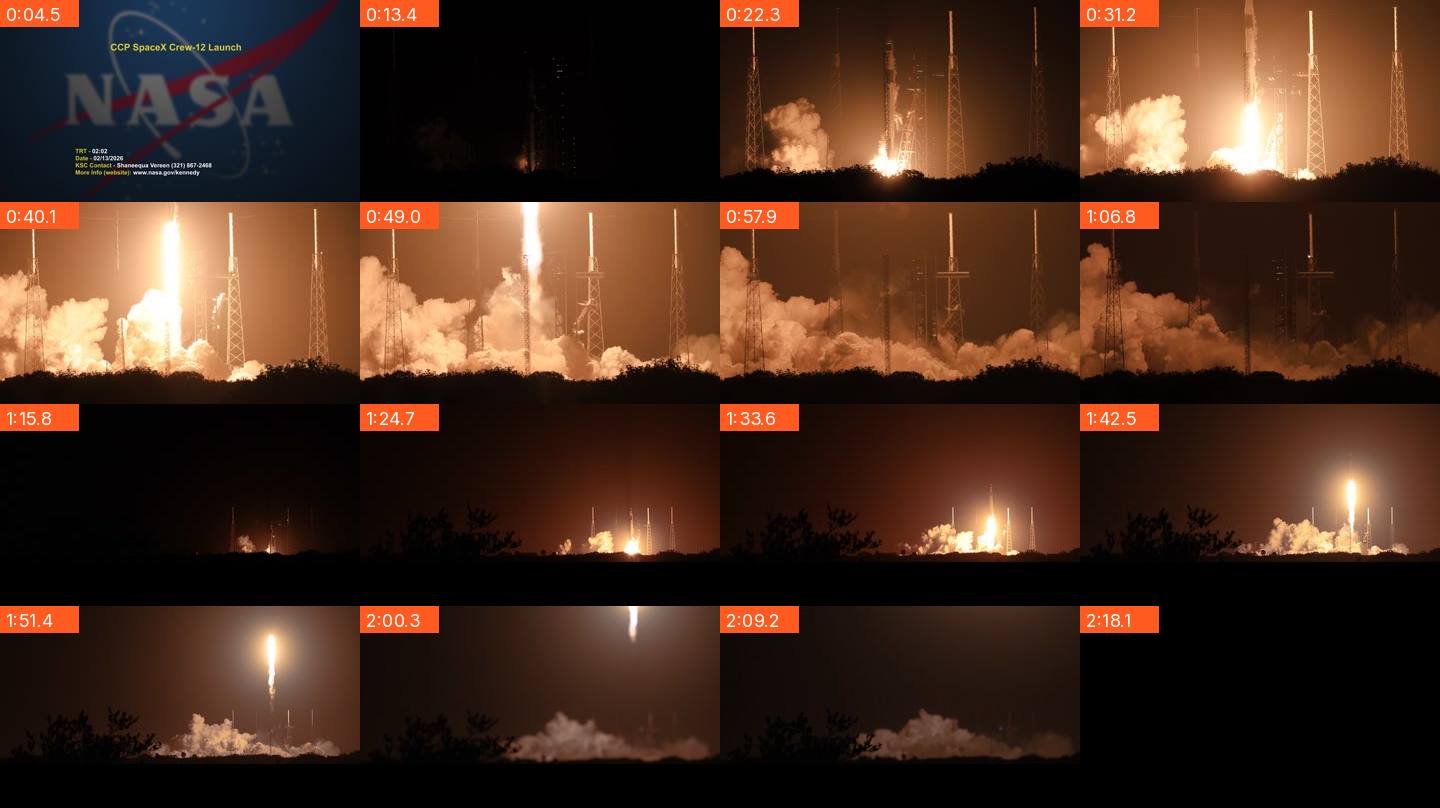 0:04.5
0:13.4
0:22.3
0:31.2
CCP SpaceX Crew-12 Launch
NASA
TRT - 02:02
Date - 02/13/2026
KSC Contact - Shaneequa Vereen (321) 867-2468
More Info (website): www.nasa.gov/kennedy
0:40.1
0:49.0
0:57.9
1:06.8
1:15.8
1:24.7
1:33.6
1:42.5
1:51.4
2:00.3
2:09.2
2:18.1